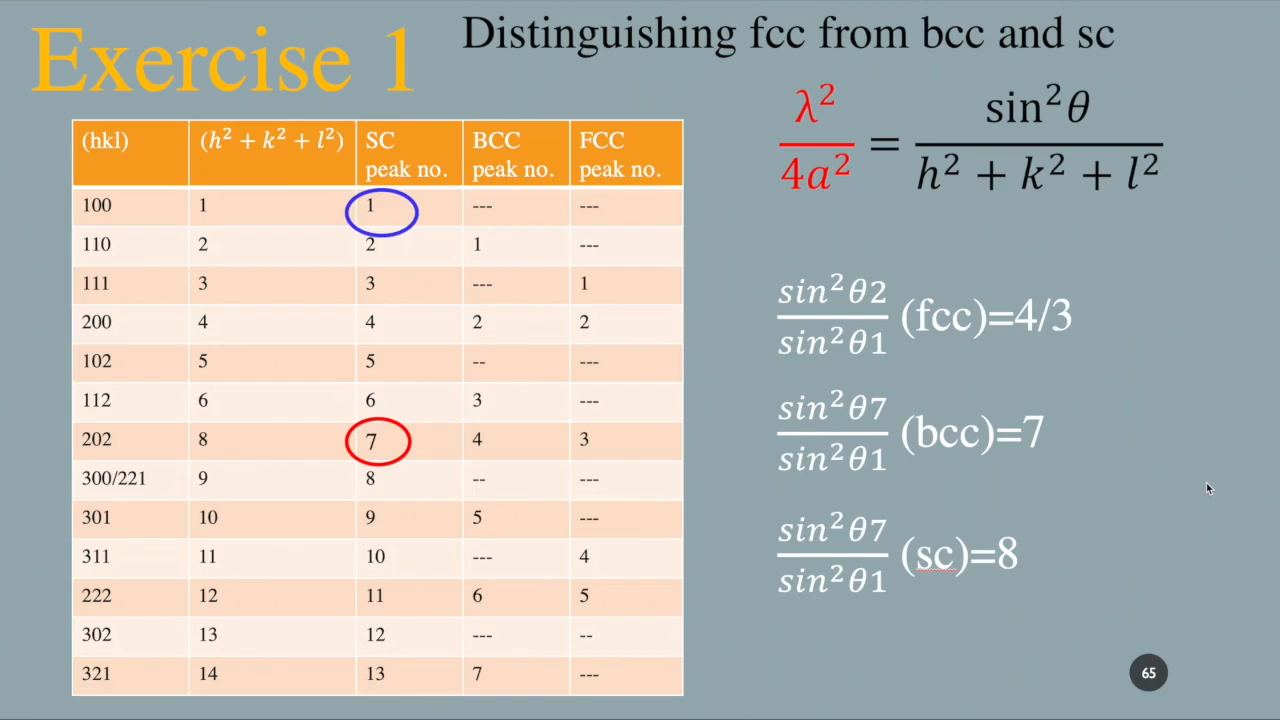 Exercise 1
Distinguishing fcc from bcc and sc
λ²/4a² = sin²θ/h² + k² + l²
(hkl) (h² + k² + l²) SC peak no. BCC peak no. FCC peak no.
100 1 1 --- ---
110 2 2 1 ---
111 3 3 --- 1
200 4 4 2 2
102 5 5 -- ---
112 6 6 3 ---
202 8 7 4 3
300/221 9 8 -- ---
301 10 9 5 ---
311 11 10 --- 4
222 12 11 6 5
302 13 12 --- --
321 14 13 7 ---
sin²θ2/sin²θ1 (fcc)=4/3
sin²θ7/sin²θ1 (bcc)=7
sin²θ7/sin²θ1 (sc)=8
65